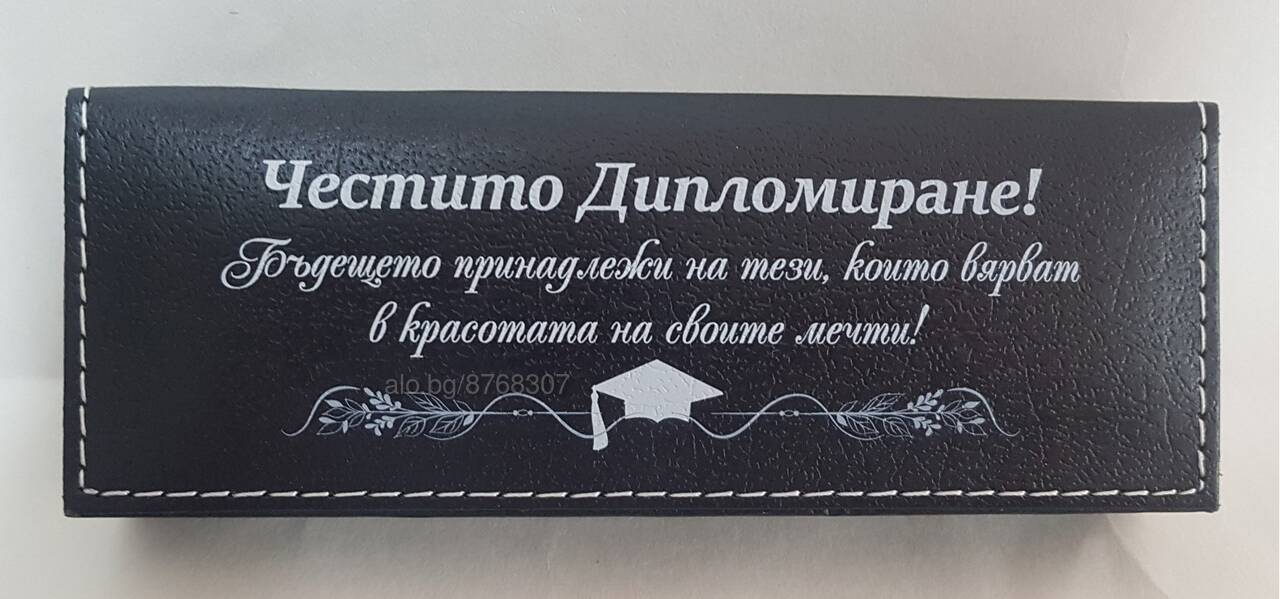 Честито Дипломиране!
Бъдещето принадлежи на тези, които вярват
в красотата на своите мечти!
alo.bg/8768307